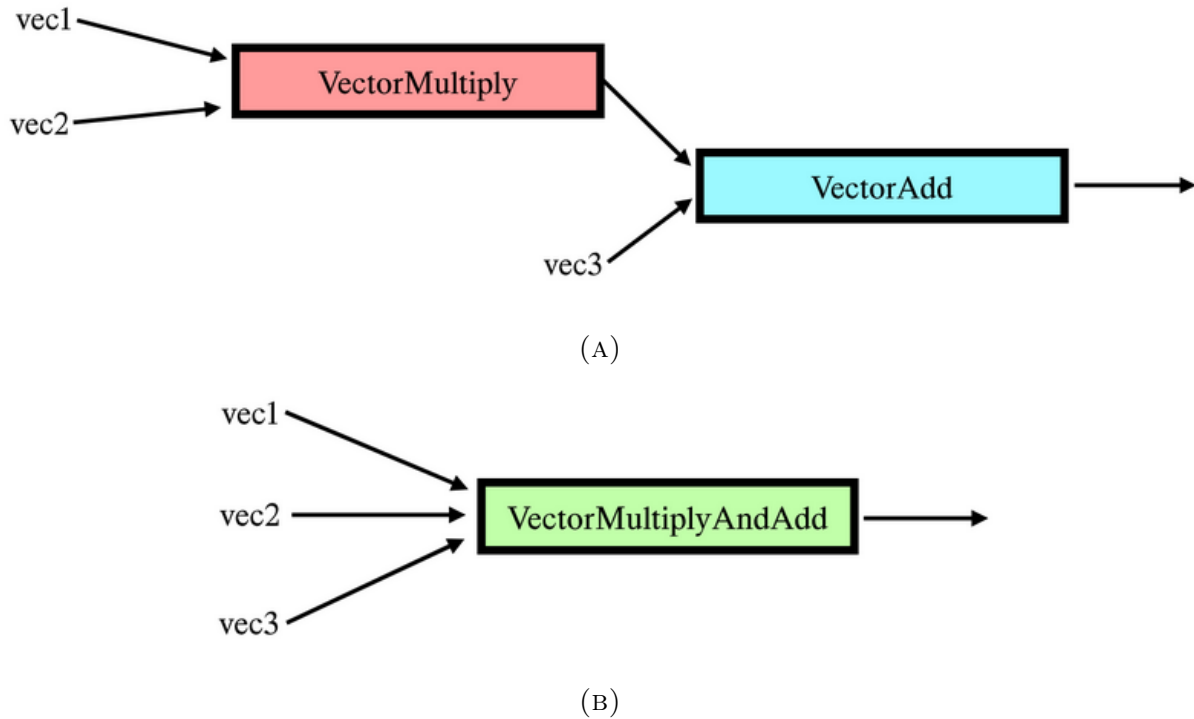 vec1
VectorMultiply
vec2
VectorAdd
vec3
(A)
vec1
vec2
VectorMultiplyAndAdd
vec3
(B)